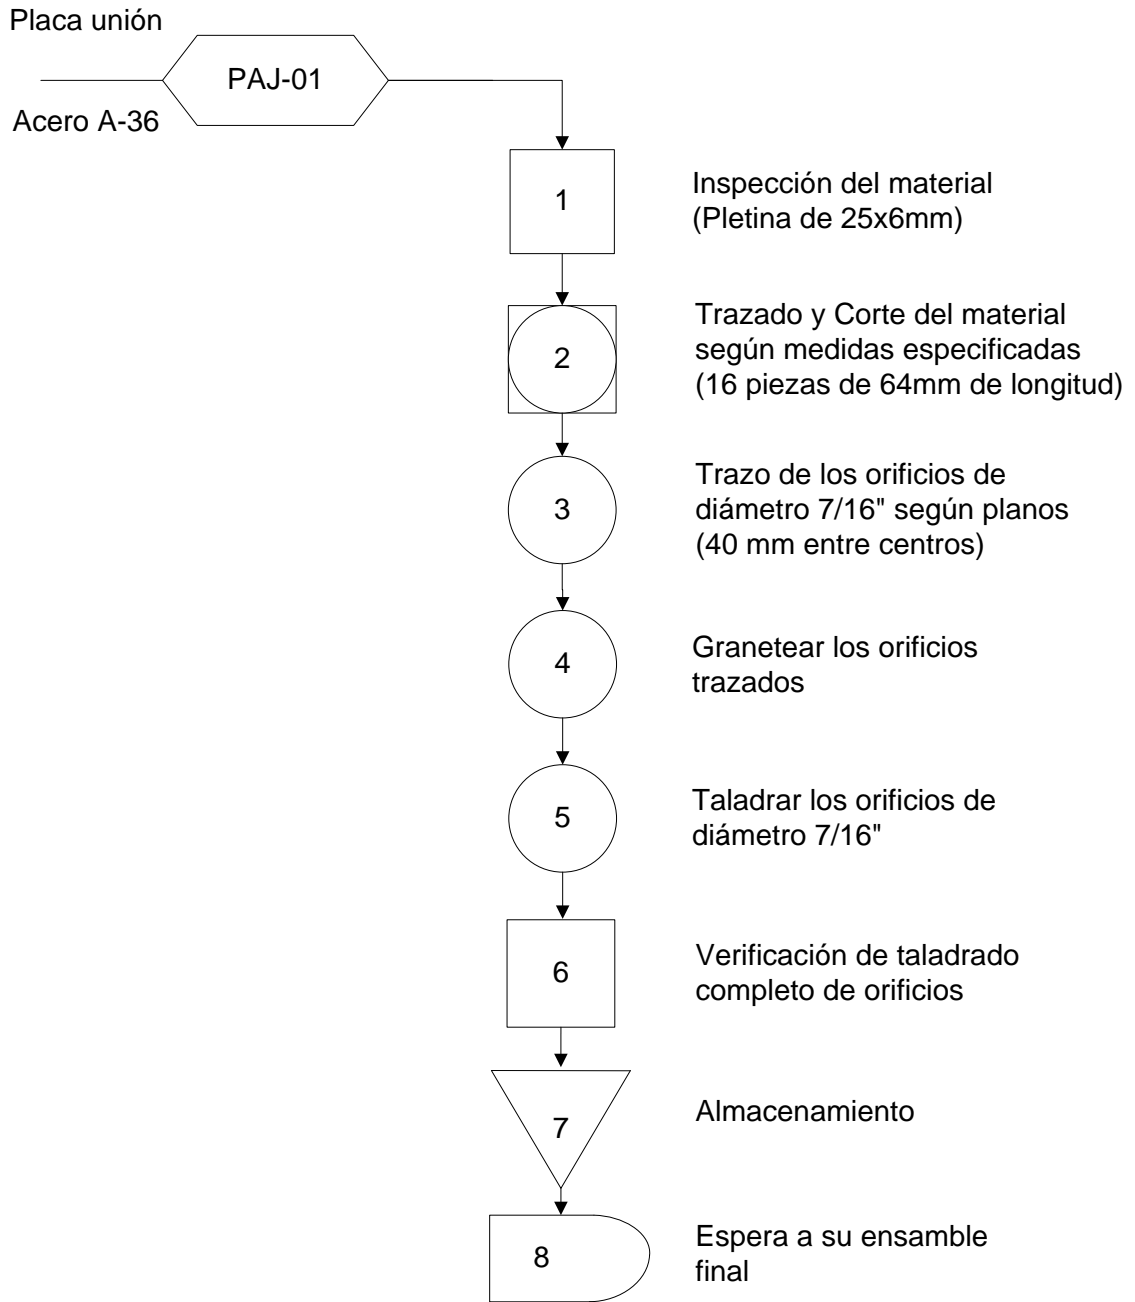 Placa unión
PAJ-01
Acero A-36
1
Inspección del material
(Pletina de 25x6mm)
2
Trazado y Corte del material
según medidas especificadas
(16 piezas de 64mm de longitud)
3
Trazo de los orificios de
diámetro 7/16" según planos
(40 mm entre centros)
4
Granetear los orificios
trazados
5
Taladrar los orificios de
diámetro 7/16"
6
Verificación de taladrado
completo de orificios
7
Almacenamiento
8
Espera a su ensamble
final